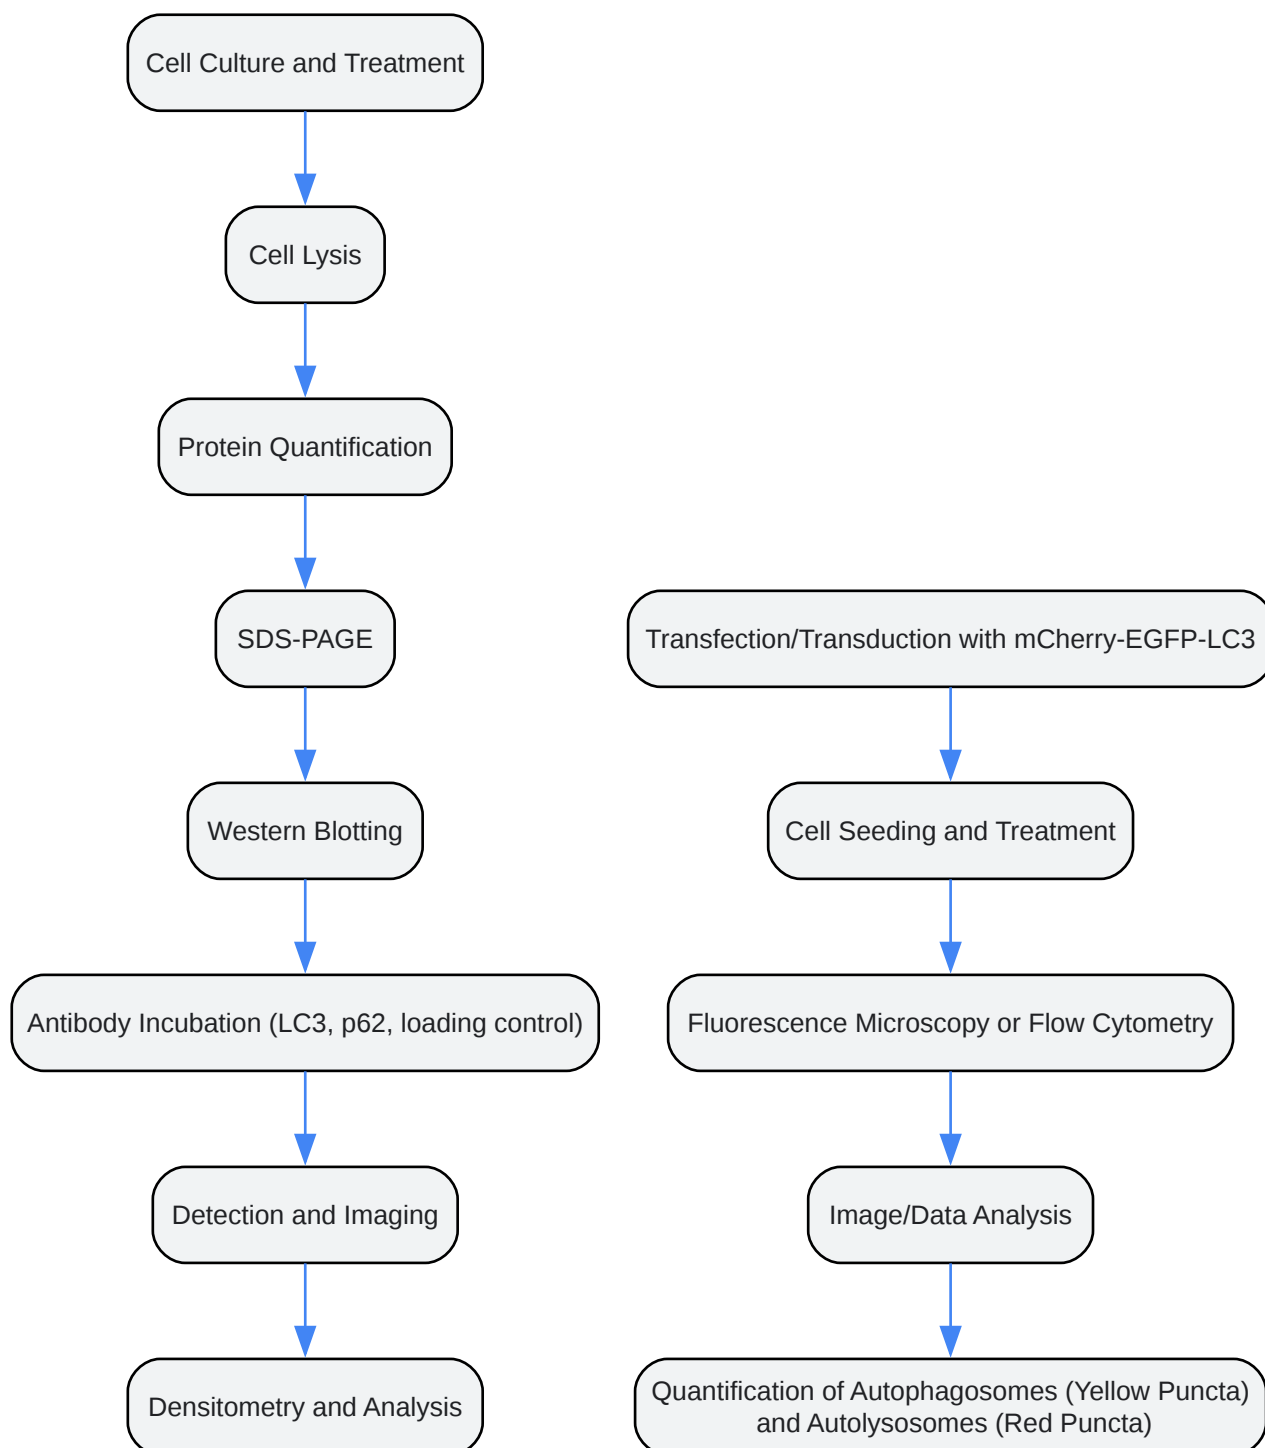 Cell Culture and Treatment
Cell Lysis
Protein Quantification
SDS-PAGE
Western Blotting
Antibody Incubation (LC3, p62, loading control)
Detection and Imaging
Densitometry and Analysis
Transfection/Transduction with mCherry-EGFP-LC3
Cell Seeding and Treatment
Fluorescence Microscopy or Flow Cytometry
Image/Data Analysis
Quantification of Autophagosomes (Yellow Puncta)
and Autolysosomes (Red Puncta)